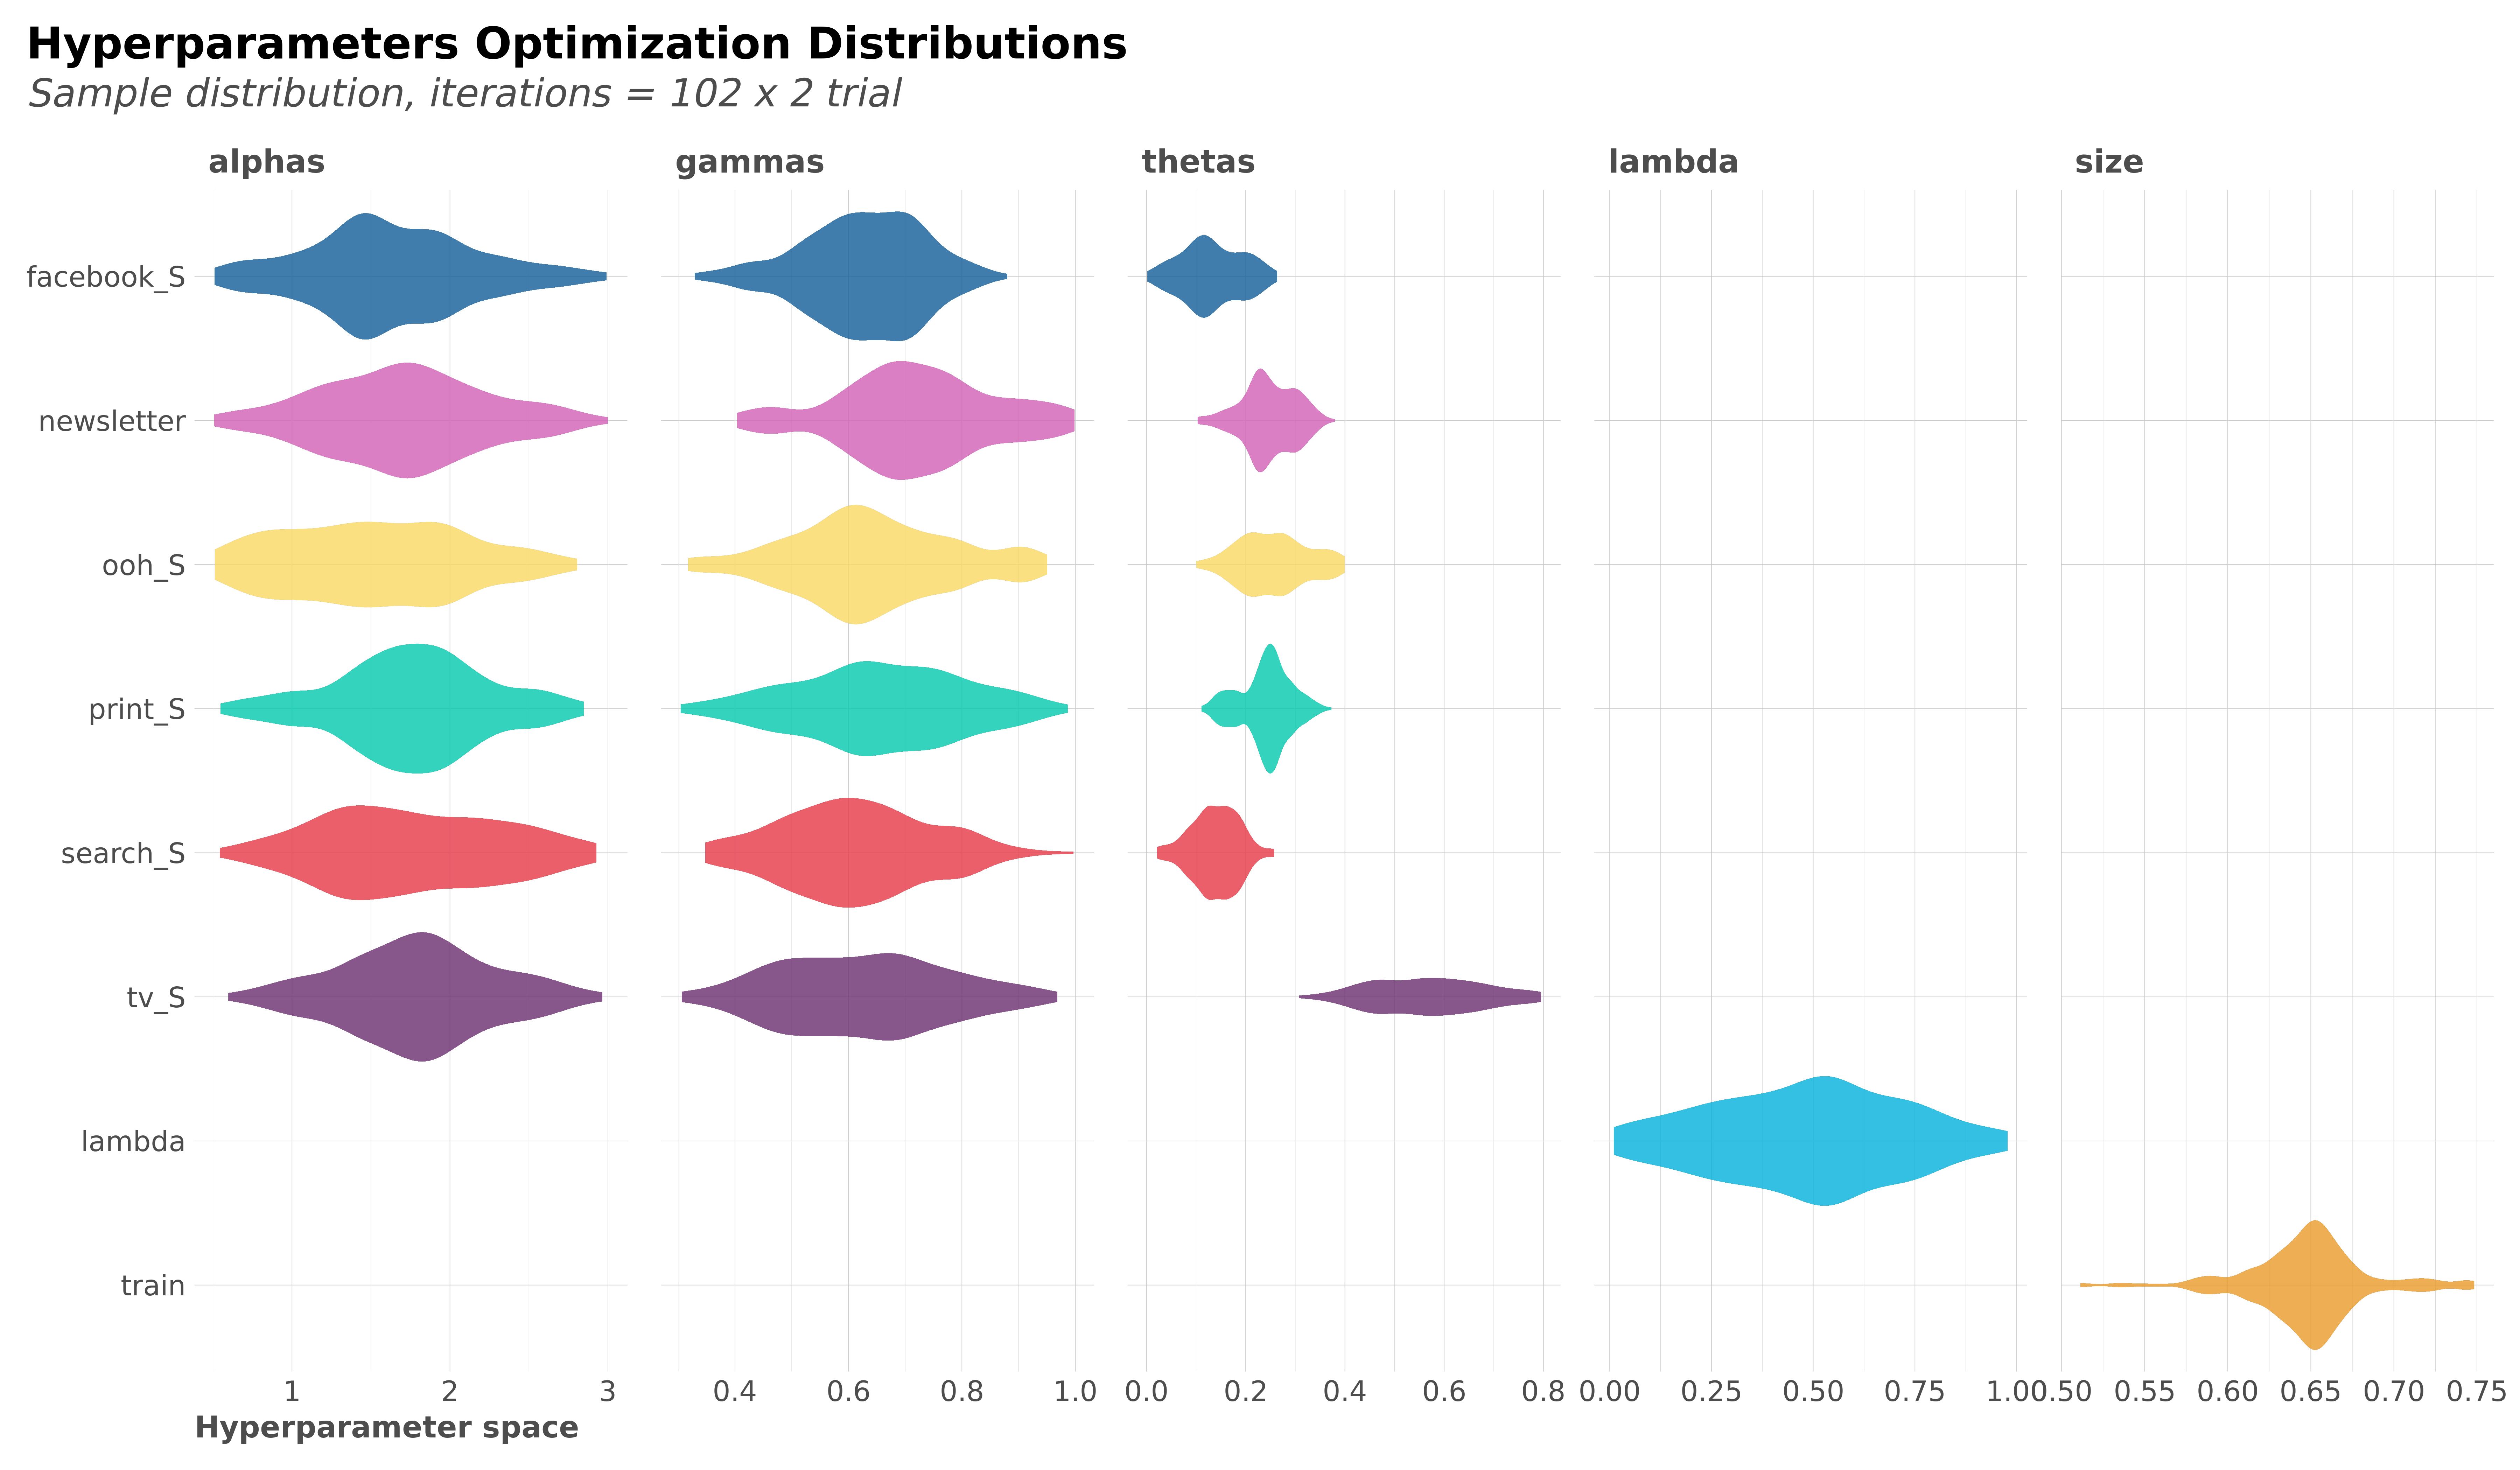 Hyperparameters Optimization Distributions
Sample distribution, iterations = 102 x 2 trial
alphas gammas thetas lambda size
facebook_S
newsletter
ooh_S
print_S
search_S
tv_S
lambda
train
1 2 3 0.4 0.6 0.8 1.0 0.0 0.2 0.4 0.6 0.8 0.00 0.25 0.50 0.75 1.00 0.50 0.55 0.60 0.65 0.70 0.75
Hyperparameter space